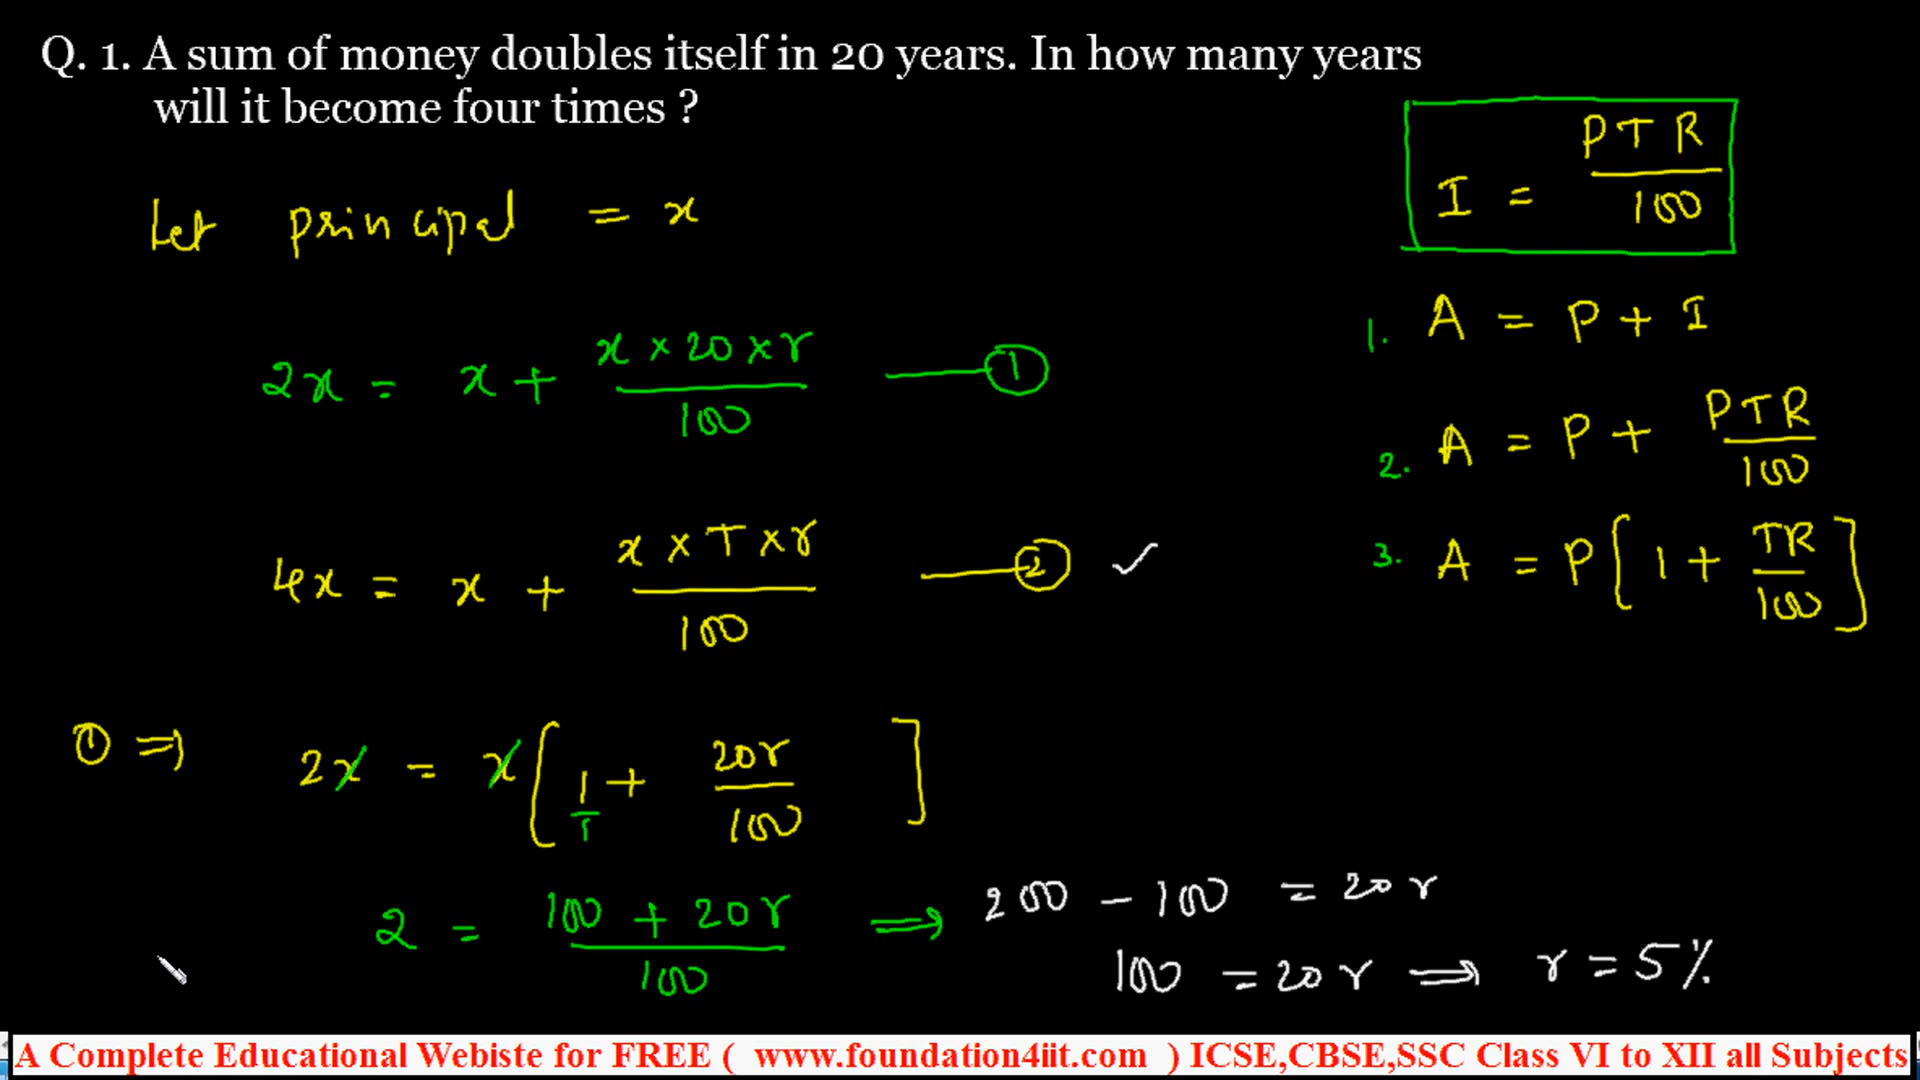 Q. 1. A sum of money doubles itself in 20 years. In how many years
will it become four times ?
I = PTR/100
Let principal = x
1. A = P + I
2x = x + x × 20 × r/100 —— ①
2. A = P + PTR/100
4x = x + x × T × r/100 —— ② ✓
3. A = P[1 + TR/100]
① ⇒ 2x = x[1/1 + 20r/100]
2 = 100 + 20r/100 ⇒ 200 – 100 = 20r
100 = 20r ⇒ r = 5%
A Complete Educational Webiste for FREE ( www.foundation4iit.com ) ICSE,CBSE,SSC Class VI to XII all Subjects